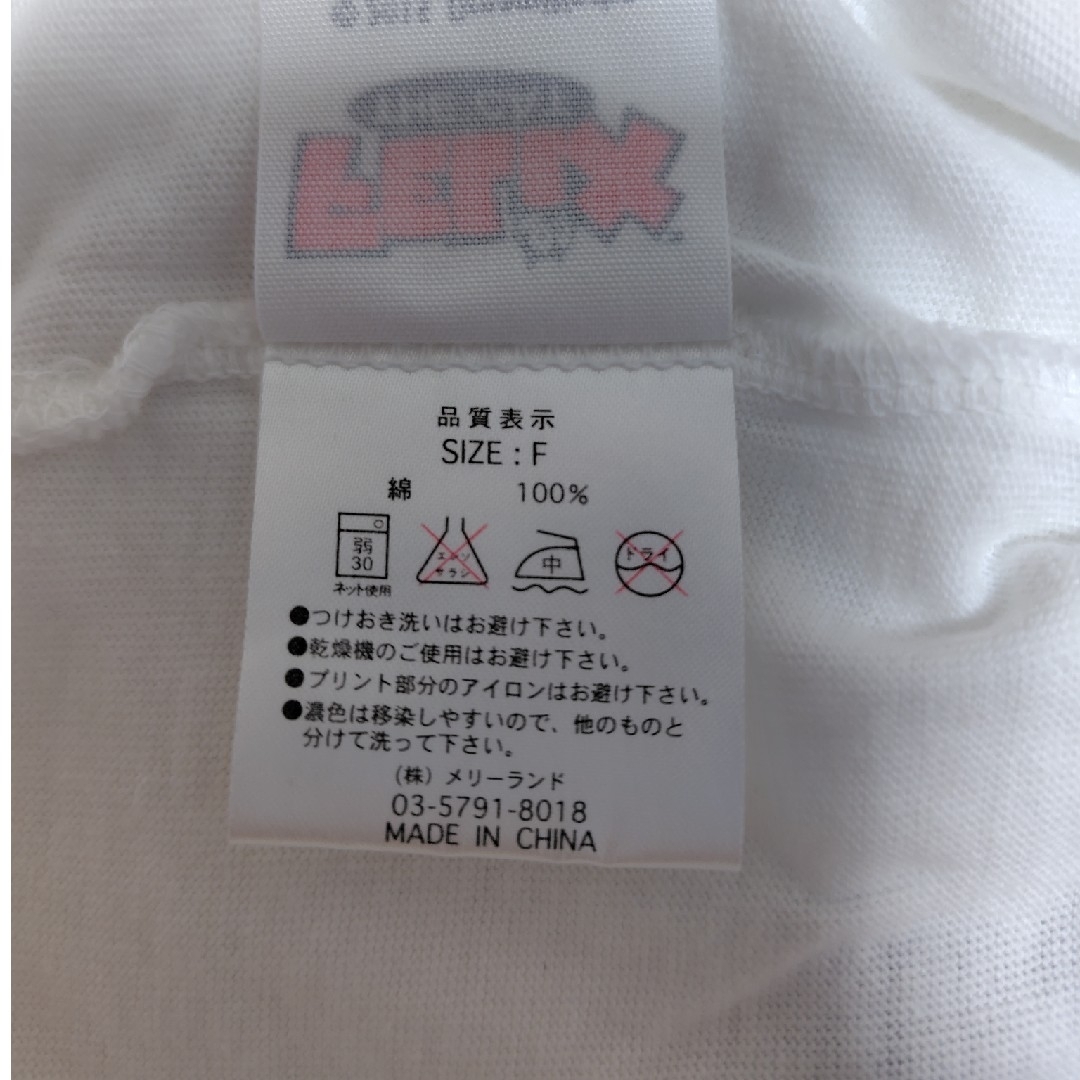 品質表示
SIZE : F
綿 100%
弱
30
ネット使用
エンソ
サラシ
中
ドライ
●つけおき洗いはお避け下さい。
●乾燥機のご使用はお避け下さい。
●プリント部分のアイロンはお避け下さい。
●濃色は移染しやすいので、他のものと
分けて洗って下さい。
(株) メリーランド
03-5791-8018
MADE IN CHINA